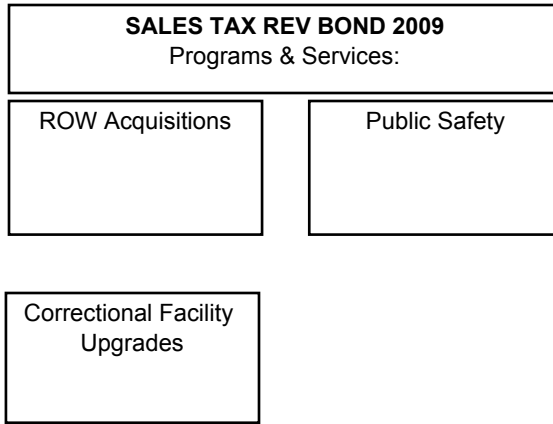 SALES TAX REV BOND 2009
Programs & Services:
ROW Acquisitions
Public Safety
Correctional Facility
Upgrades